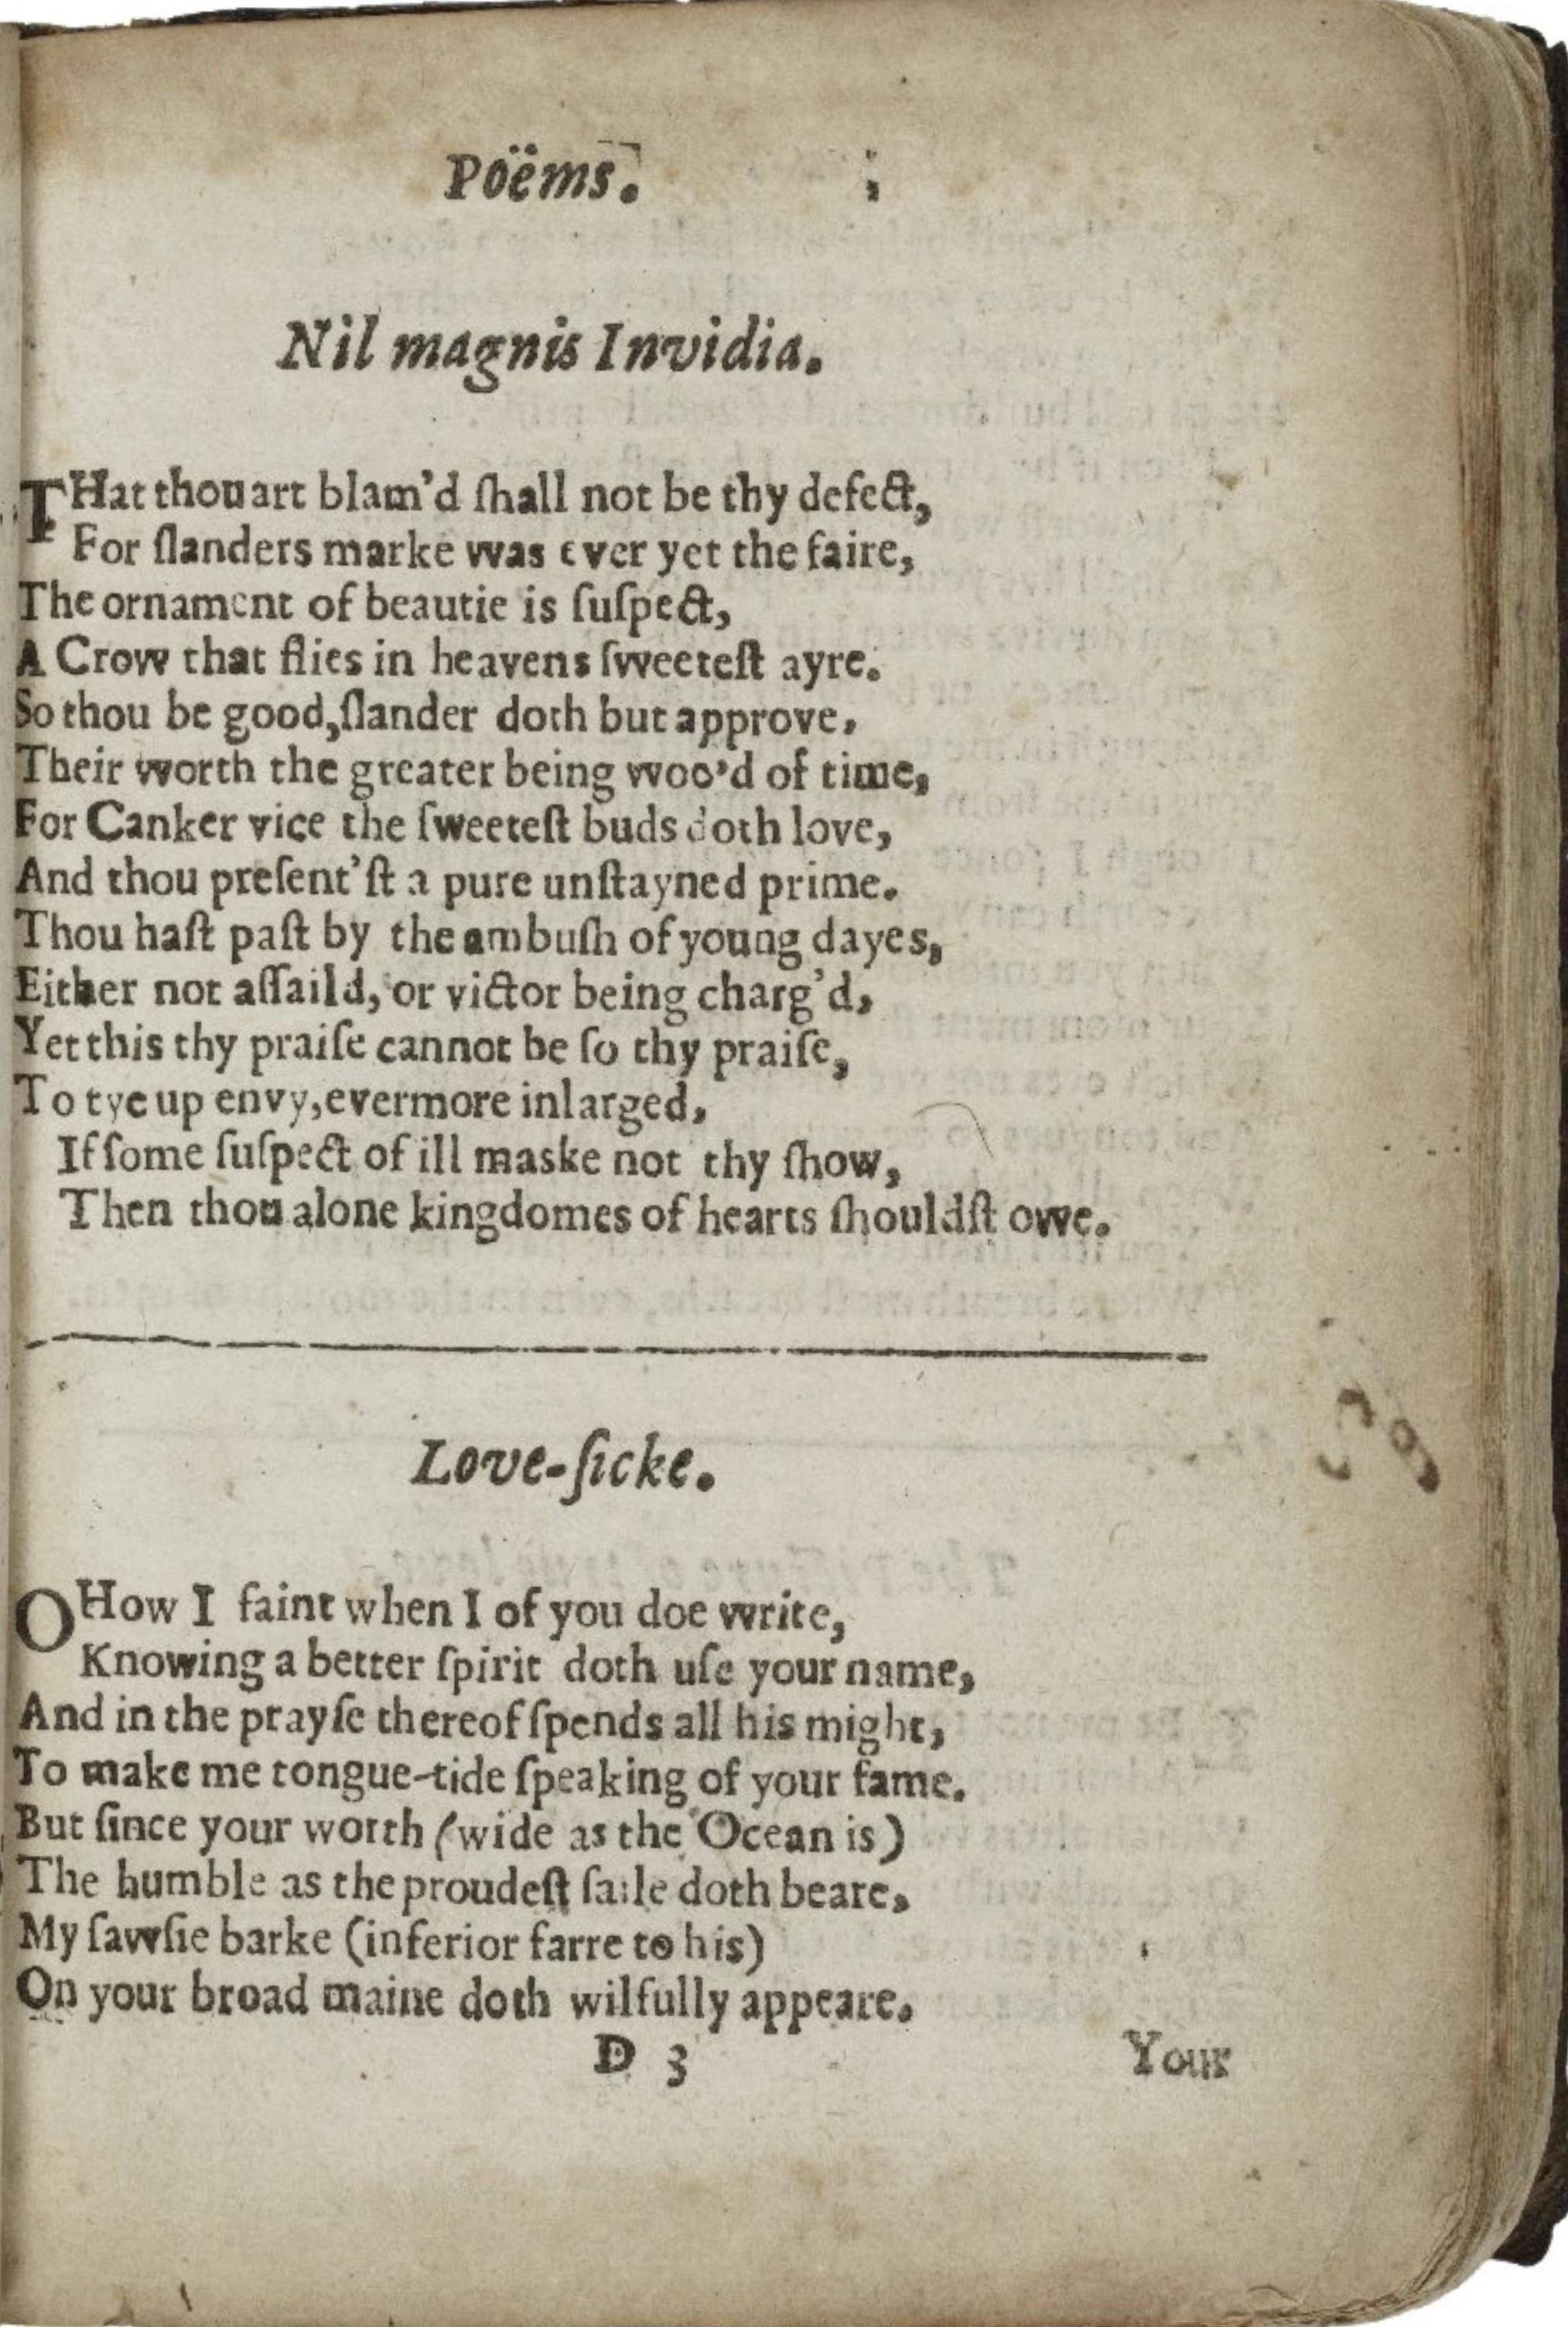 Poëms.
Nil magnis Invidia.
THat thou art blam'd ſhall not be thy defect,
For ſlanders marke was ever yet the faire,
The ornament of beautie is ſuſpect,
A Crow that flies in heavens ſweeteſt ayre.
So thou be good,ſlander doth but approve,
Their worth the greater being woo'd of time,
For Canker vice the ſweeteſt buds doth love,
And thou preſent'ſt a pure unſtayned prime.
Thou haſt paſt by the ambuſh of young dayes,
Either not aſſaild, or victor being charg'd,
Yet this thy praiſe cannot be ſo thy praiſe,
To tye up envy,evermore inlarged,
If ſome ſuſpect of ill maske not thy ſhow,
Then thou alone kingdomes of hearts ſhouldſt owe.
Love-ſicke.
O How I faint when I of you doe write,
Knowing a better ſpirit doth uſe your name,
And in the prayſe thereof ſpends all his might,
To make me tongue-tide ſpeaking of your fame.
But ſince your worth (wide as the Ocean is)
The humble as the proudeſt ſaile doth beare,
My ſawſie barke (inferior farre to his)
On your broad maine doth wilfully appeare.
D 3 Your